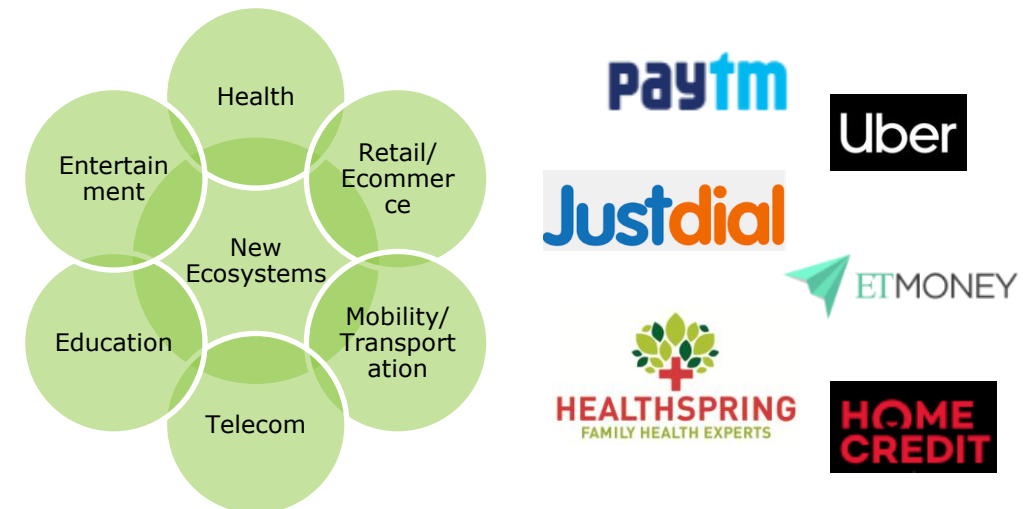 Health
Retail/
Ecommer
ce
Mobility/
Transport
ation
Telecom
Education
Entertain
ment
New
Ecosystems
paytm
Uber
Justdial
ETMONEY
HEALTHSPRING
FAMILY HEALTH EXPERTS
HOME
CREDIT